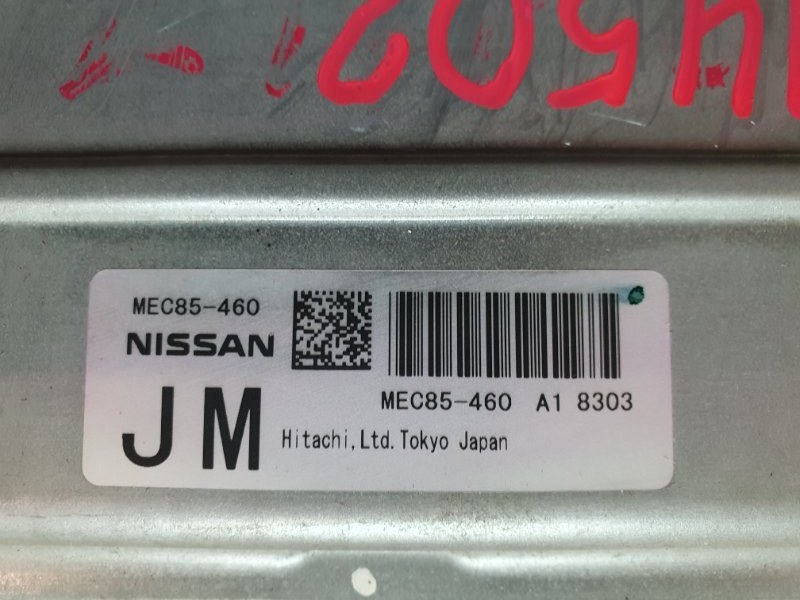 MEC85-460
NISSAN
JM
MEC85-460 A1 8303
Hitachi,Ltd.Tokyo Japan